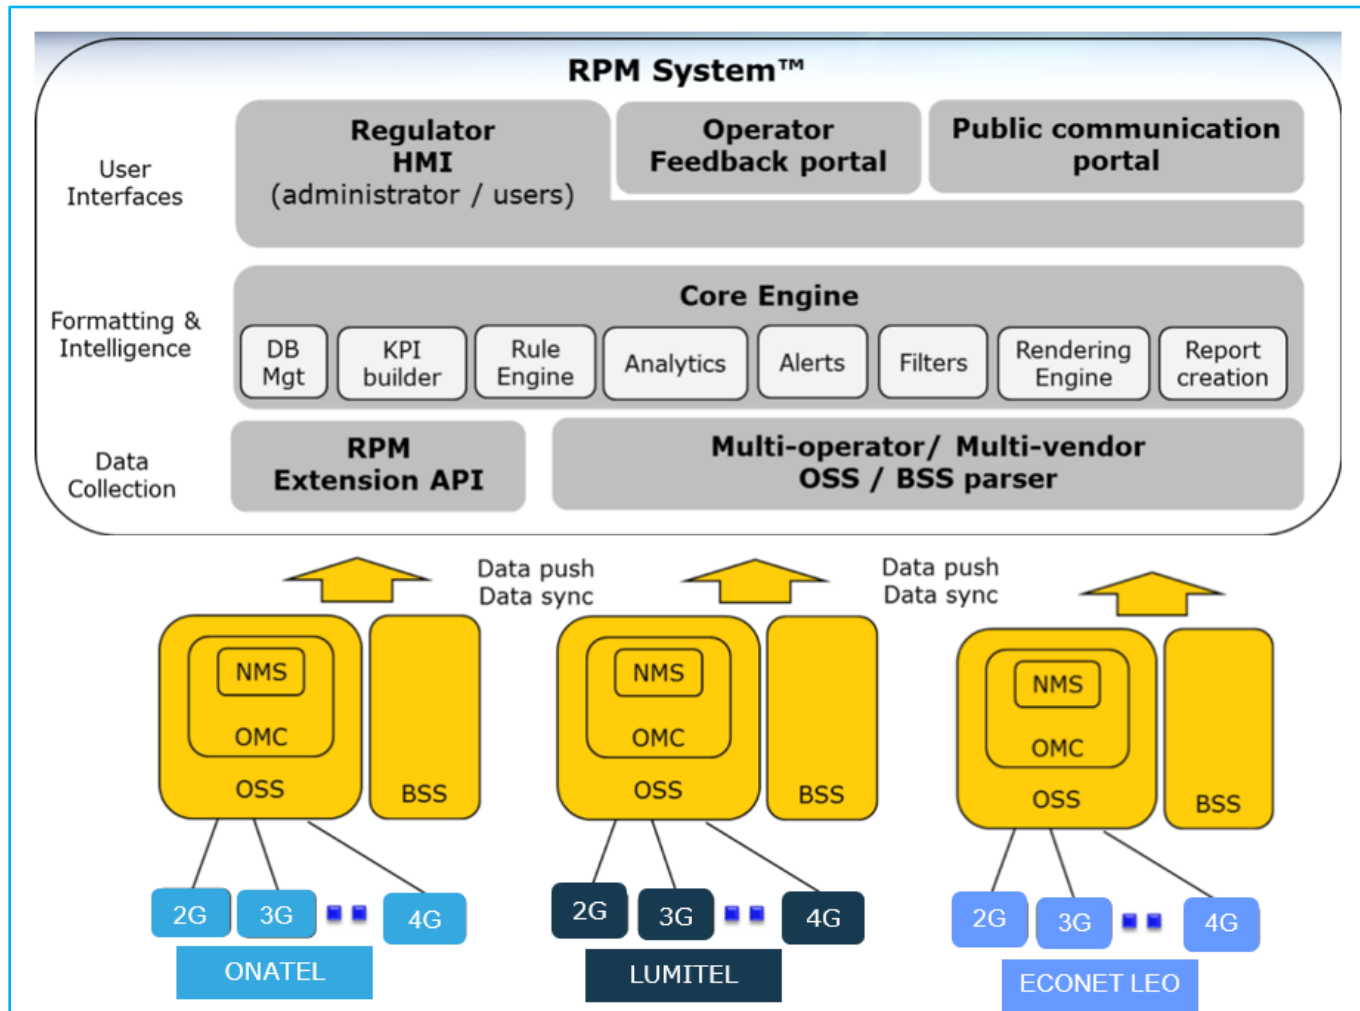 RPM System™
User
Interfaces
Regulator
HMI
(administrator / users)
Operator
Feedback portal
Public communication
portal
Formatting &
Intelligence
Core Engine
DB
Mgt
KPI
builder
Rule
Engine
Analytics
Alerts
Filters
Rendering
Engine
Report
creation
Data
Collection
RPM
Extension API
Multi-operator/ Multi-vendor
OSS / BSS parser
Data push
Data sync
Data push
Data sync
NMS
OMC
OSS
BSS
NMS
OMC
OSS
BSS
NMS
OMC
OSS
BSS
2G
3G
4G
ONATEL
2G
3G
4G
LUMITEL
2G
3G
4G
ECONET LEO